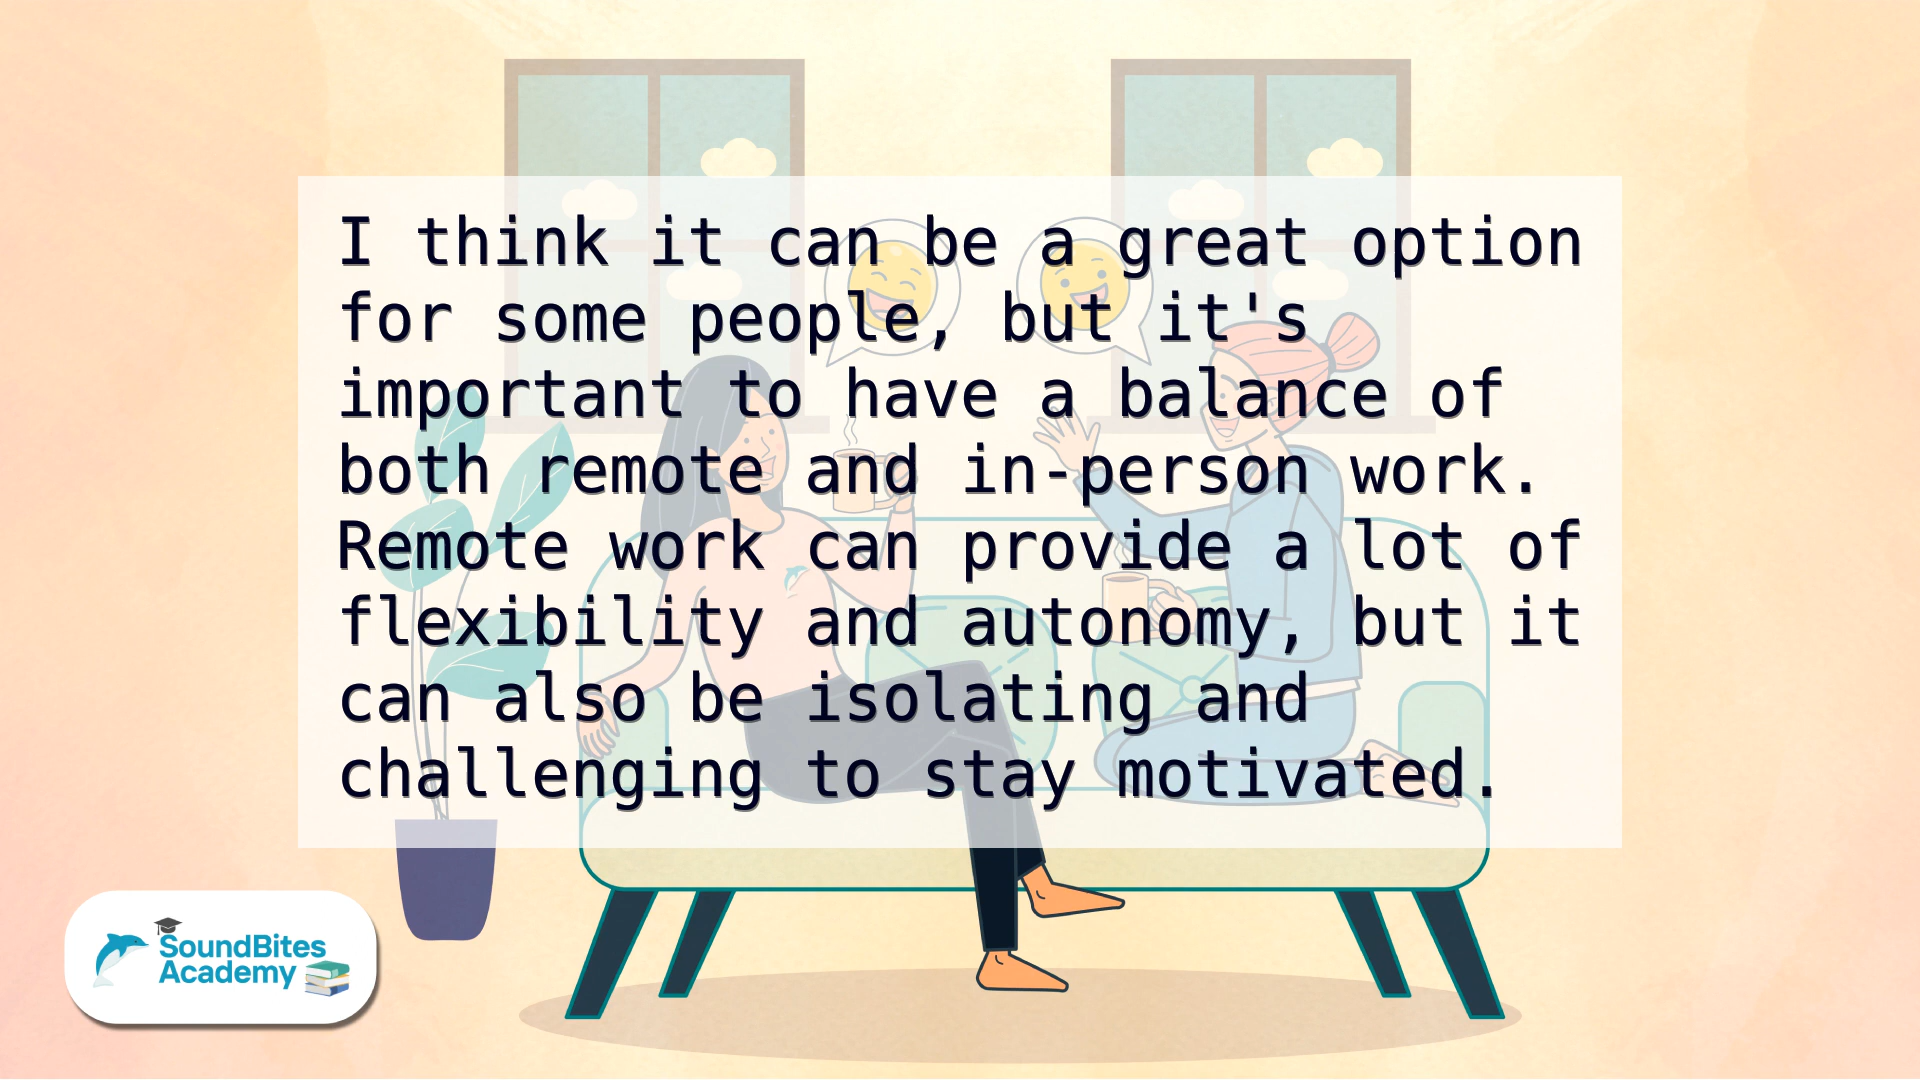 I think it can be a great option
for some people, but it's
important to have a balance of
both remote and in-person work.
Remote work can provide a lot of
flexibility and autonomy, but it
can also be isolating and
challenging to stay motivated.
SoundBites
Academy